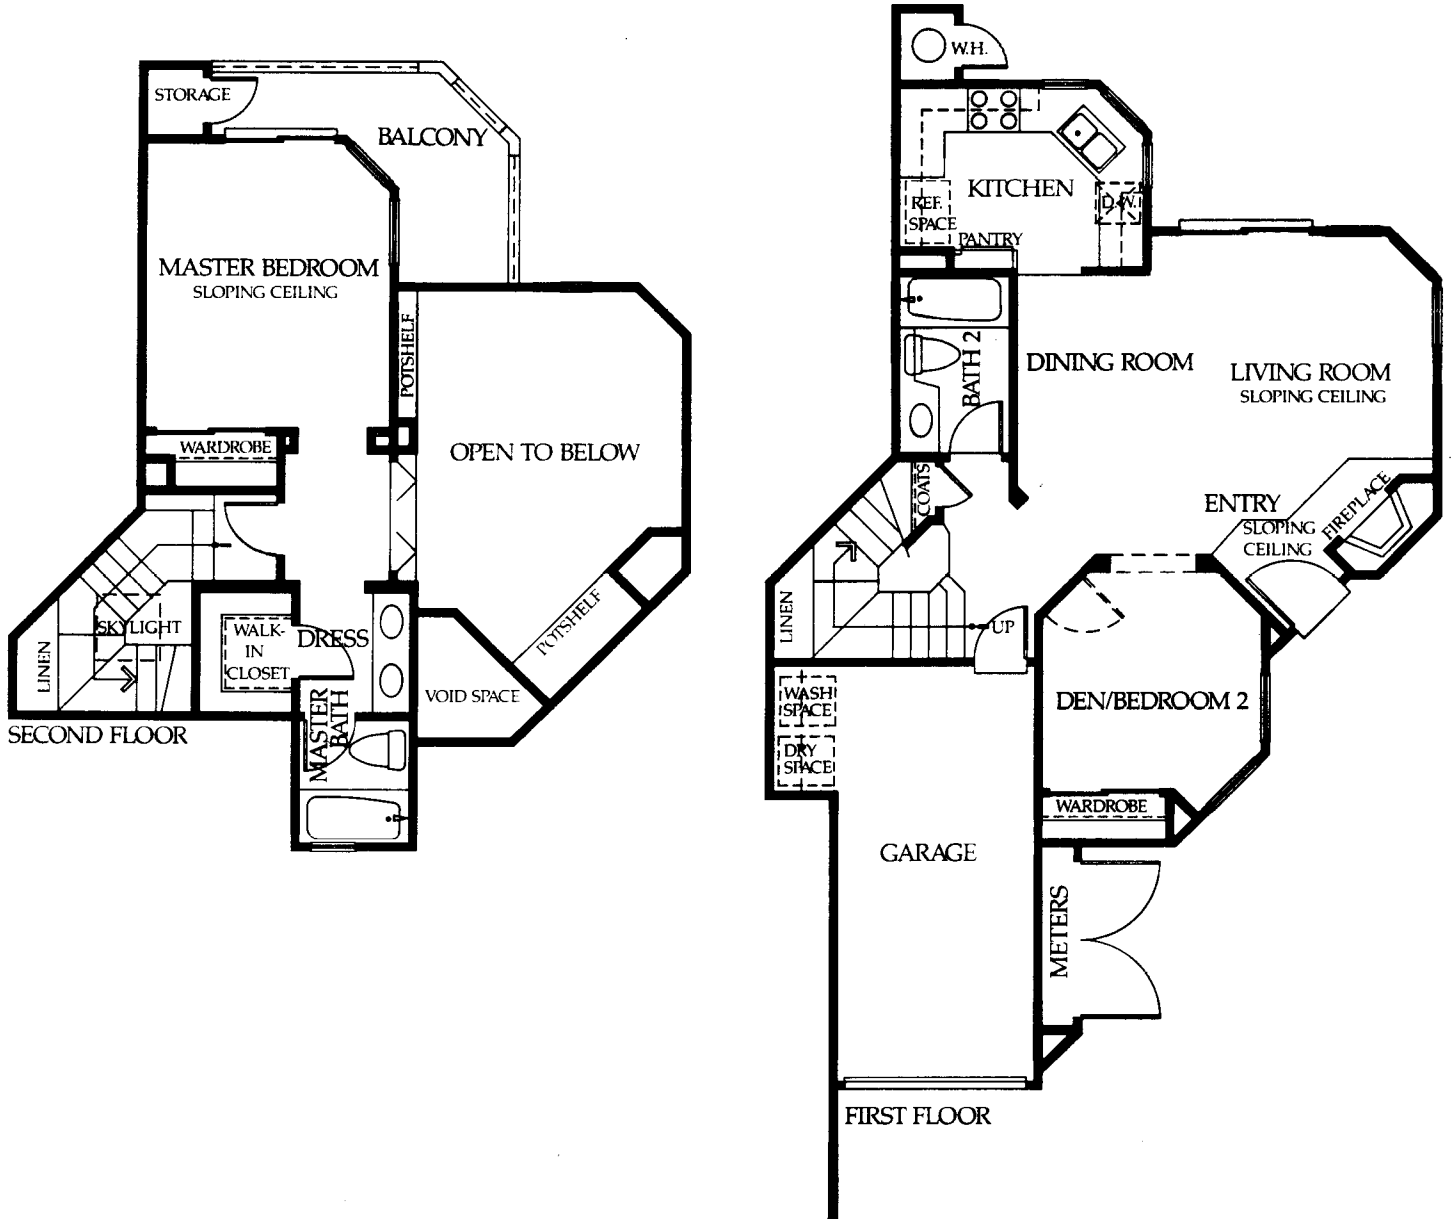 STORAGE
BALCONY
MASTER BEDROOM
SLOPING CEILING
POTSHELF
WARDROBE
OPEN TO BELOW
SKYLIGHT
LINEN
WALK-
IN
CLOSET
DRESS
POTSHELF
VOID SPACE
MASTER
BATH
SECOND FLOOR
W.H.
KITCHEN
REF.
SPACE
D.W.
PANTRY
BATH 2
DINING ROOM
LIVING ROOM
SLOPING CEILING
COATS
ENTRY
SLOPING
CEILING
FIREPLACE
LINEN
UP
WASH
SPACE
DRY
SPACE
DEN/BEDROOM 2
WARDROBE
GARAGE
METERS
FIRST FLOOR